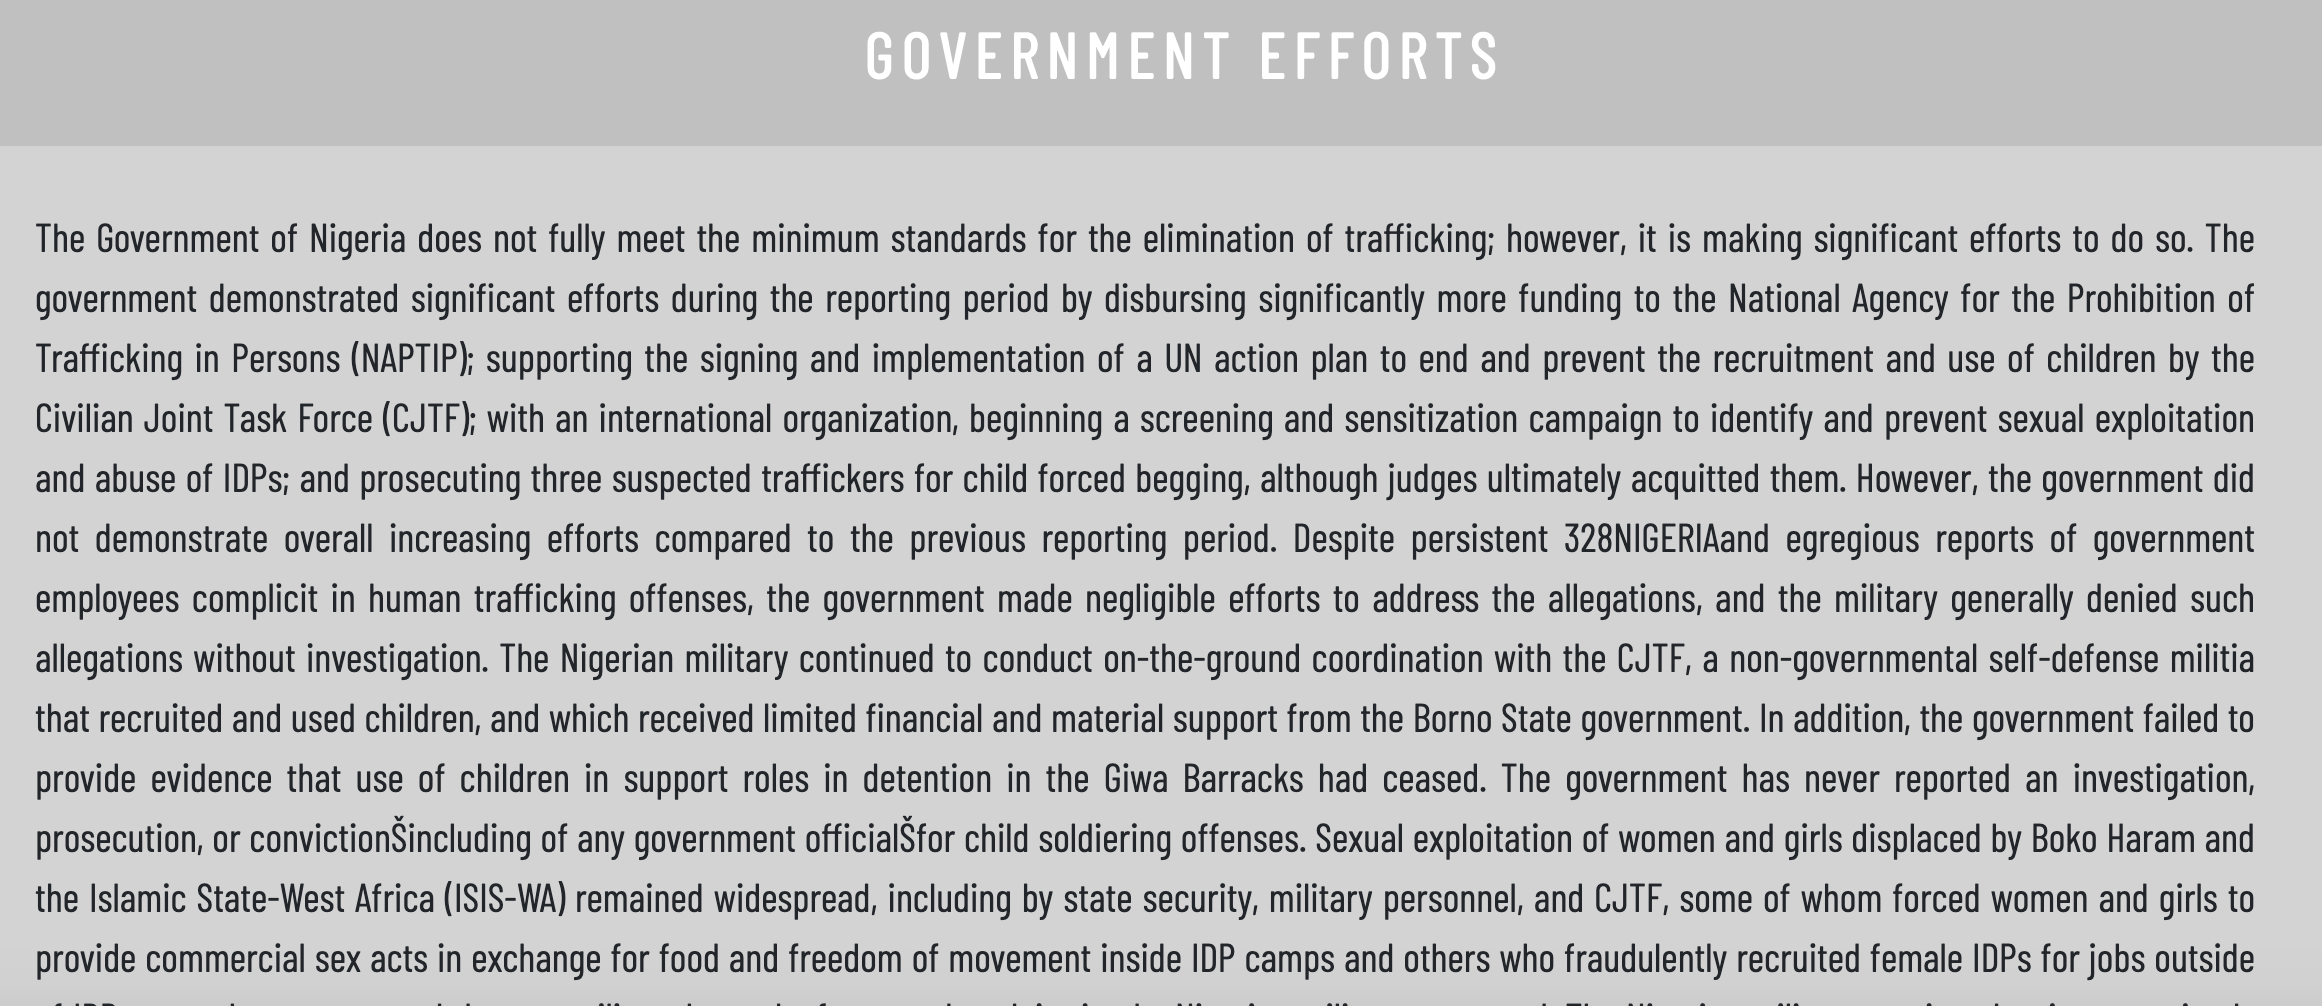 GOVERNMENT EFFORTS
The Government of Nigeria does not fully meet the minimum standards for the elimination of trafficking; however, it is making significant efforts to do so. The
government demonstrated significant efforts during the reporting period by disbursing significantly more funding to the National Agency for the Prohibition of
Trafficking in Persons (NAPTIP); supporting the signing and implementation of a UN action plan to end and prevent the recruitment and use of children by the
Civilian Joint Task Force (CJTF); with an international organization, beginning a screening and sensitization campaign to identify and prevent sexual exploitation
and abuse of IDPs; and prosecuting three suspected traffickers for child forced begging, although judges ultimately acquitted them. However, the government did
not demonstrate overall increasing efforts compared to the previous reporting period. Despite persistent 328NIGERIAand egregious reports of government
employees complicit in human trafficking offenses, the government made negligible efforts to address the allegations, and the military generally denied such
allegations without investigation. The Nigerian military continued to conduct on-the-ground coordination with the CJTF, a non-governmental self-defense militia
that recruited and used children, and which received limited financial and material support from the Borno State government. In addition, the government failed to
provide evidence that use of children in support roles in detention in the Giwa Barracks had ceased. The government has never reported an investigation,
prosecution, or convictionŠincluding of any government officialŠfor child soldiering offenses. Sexual exploitation of women and girls displaced by Boko Haram and
the Islamic State-West Africa (ISIS-WA) remained widespread, including by state security, military personnel, and CJTF, some of whom forced women and girls to
provide commercial sex acts in exchange for food and freedom of movement inside IDP camps and others who fraudulently recruited female IDPs for jobs outside